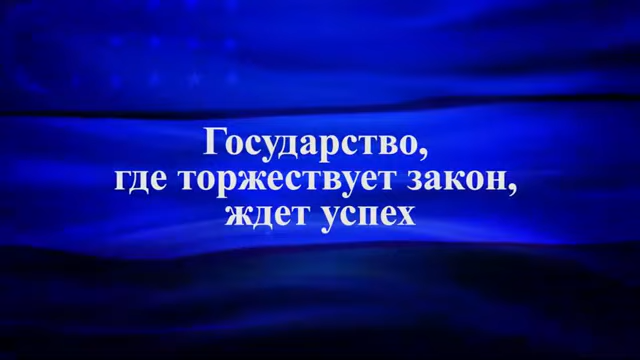 Государство,
где торжествует закон,
ждет успех